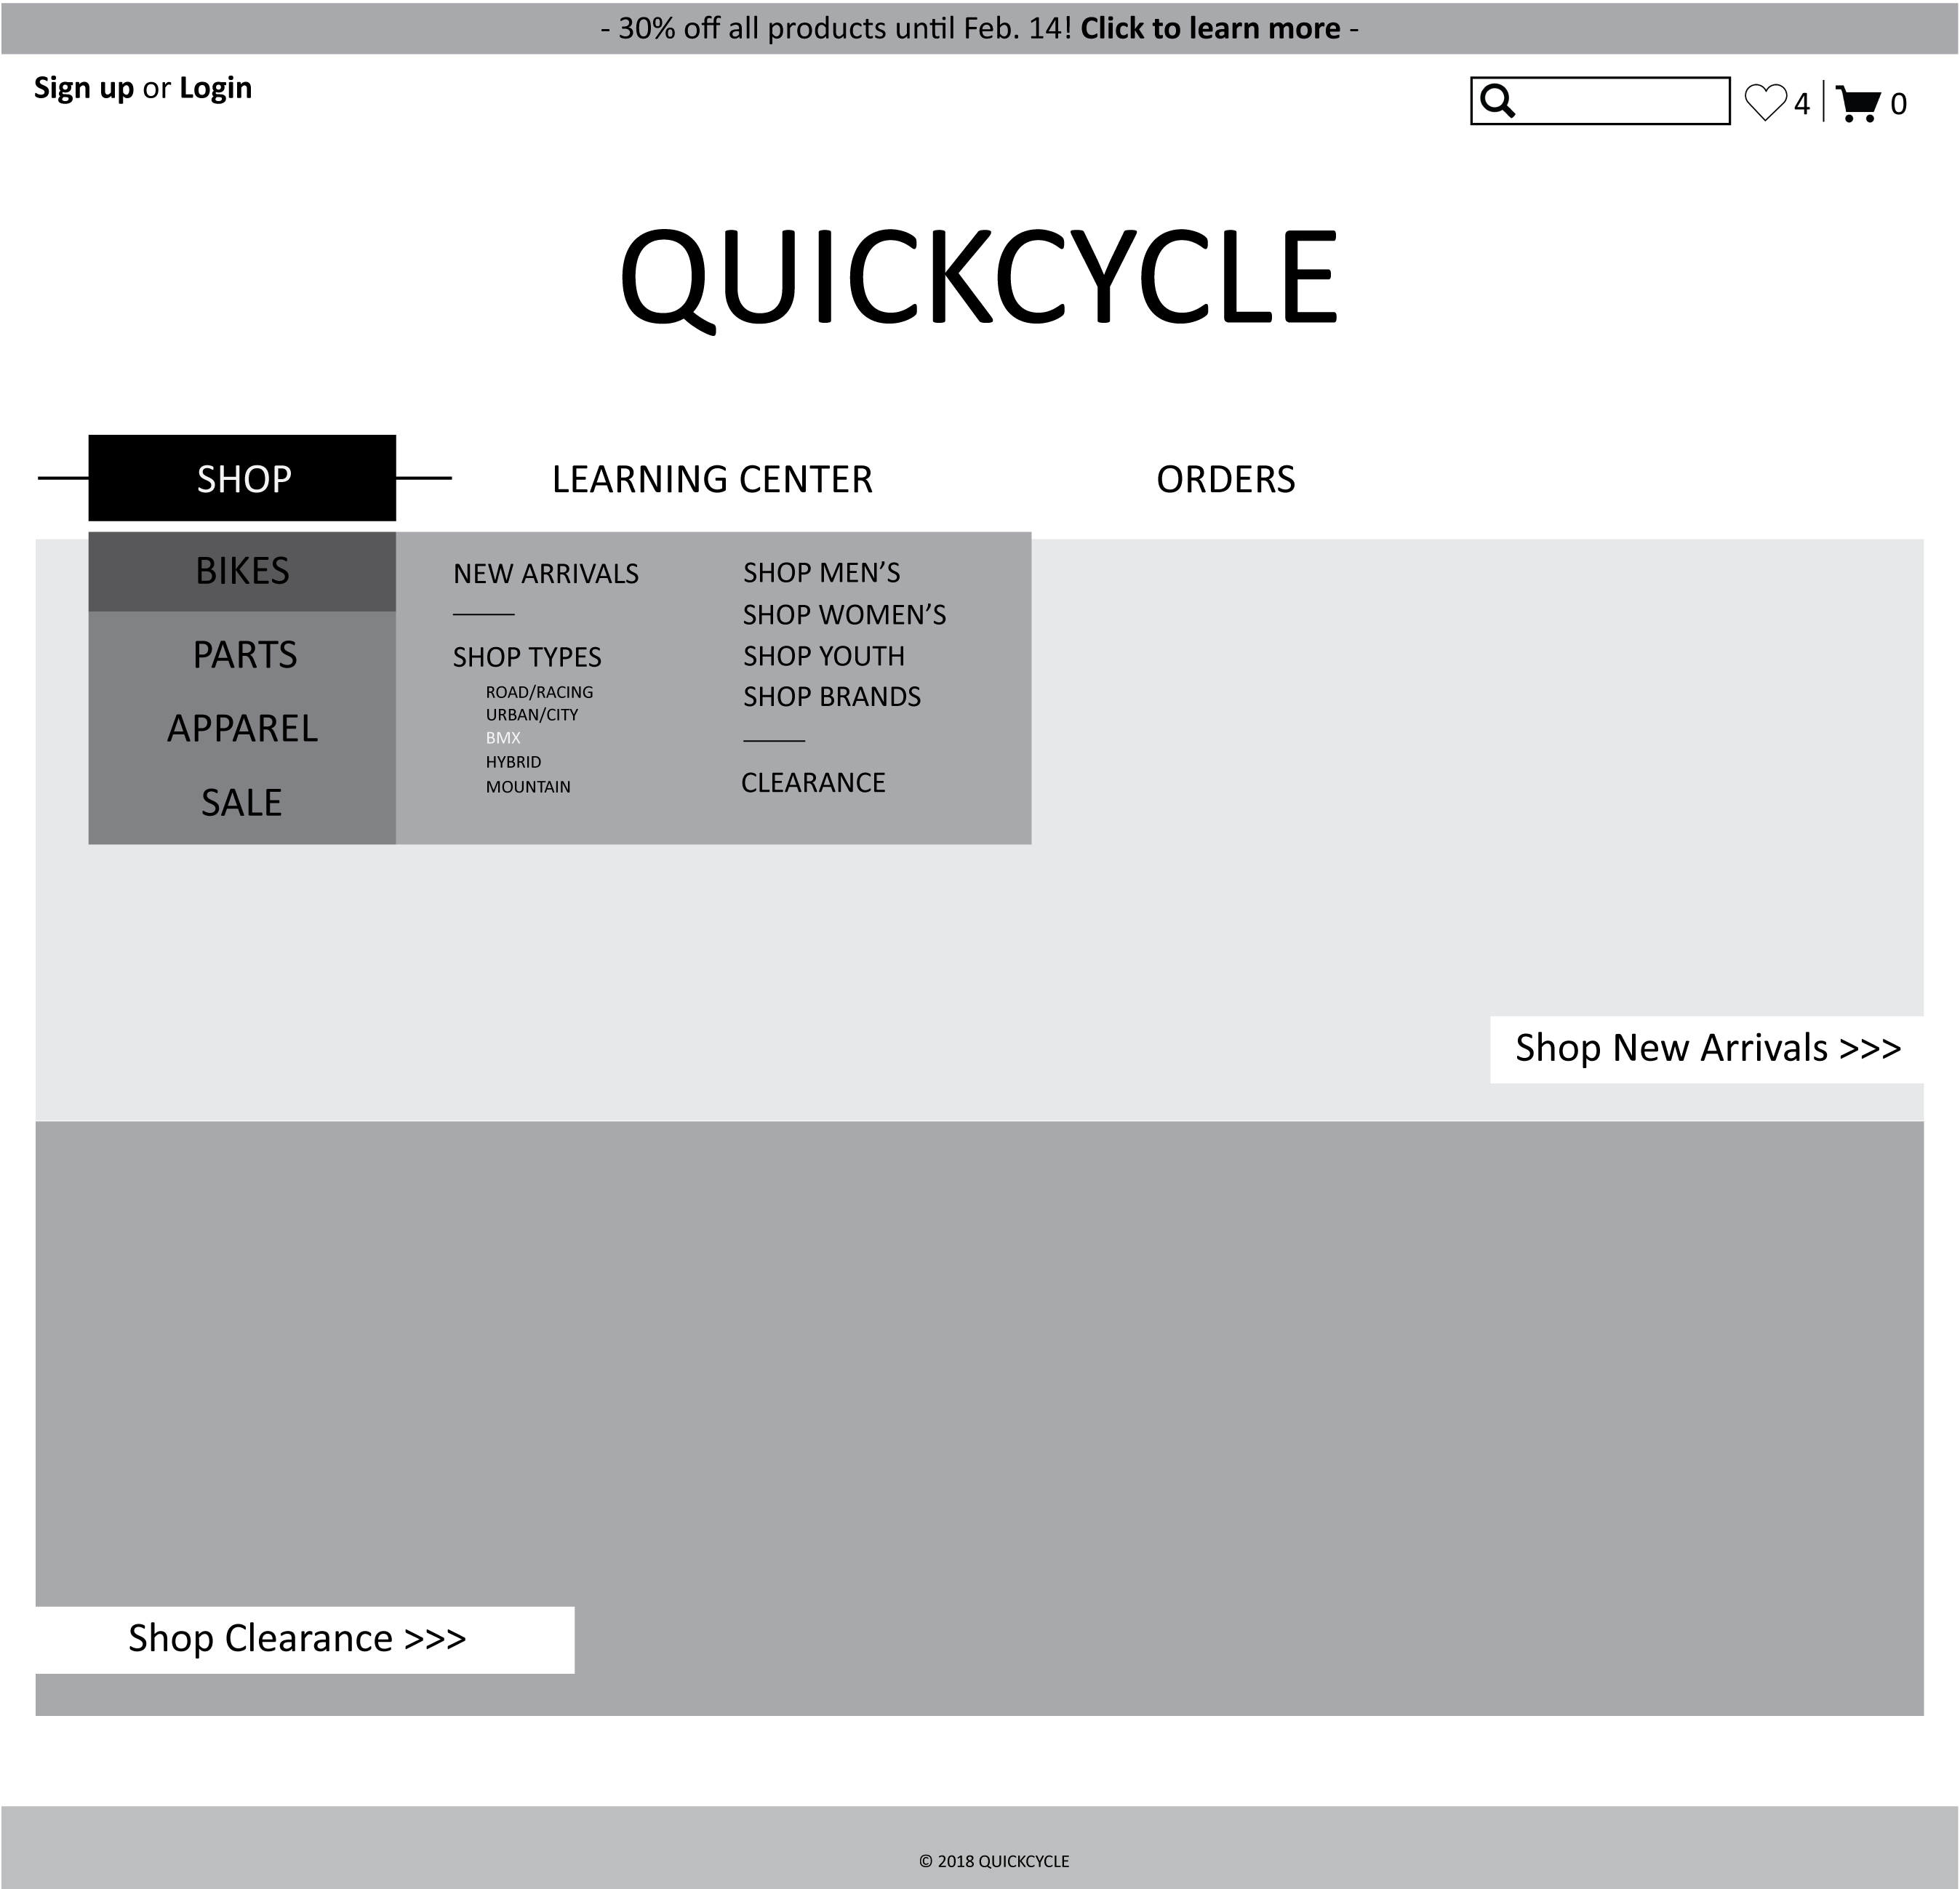 - 30% off all products until Feb. 14! Click to learn more -
Sign up or Login
4
0
QUICKCYCLE
SHOP
LEARNING CENTER
ORDERS
BIKES
PARTS
APPAREL
SALE
NEW ARRIVALS
SHOP TYPES
ROAD/RACING
URBAN/CITY
BMX
HYBRID
MOUNTAIN
SHOP MEN’S
SHOP WOMEN’S
SHOP YOUTH
SHOP BRANDS
CLEARANCE
Shop New Arrivals >>>
Shop Clearance >>>
© 2018 QUICKCYCLE